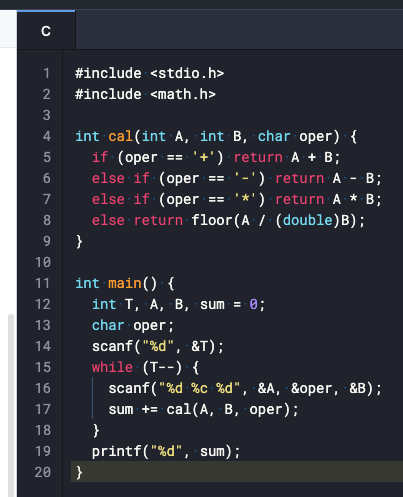 C
1 #include <stdio.h>
2 #include <math.h>
3
4 int cal(int A, int B, char oper) {
5 if (oper == '+') return A + B;
6 else if (oper == '-') return A - B;
7 else if (oper == '*') return A * B;
8 else return floor(A / (double)B);
9 }
10
11 int main() {
12 int T, A, B, sum = 0;
13 char oper;
14 scanf("%d", &T);
15 while (T--) {
16 scanf("%d %c %d", &A, &oper, &B);
17 sum += cal(A, B, oper);
18 }
19 printf("%d", sum);
20 }